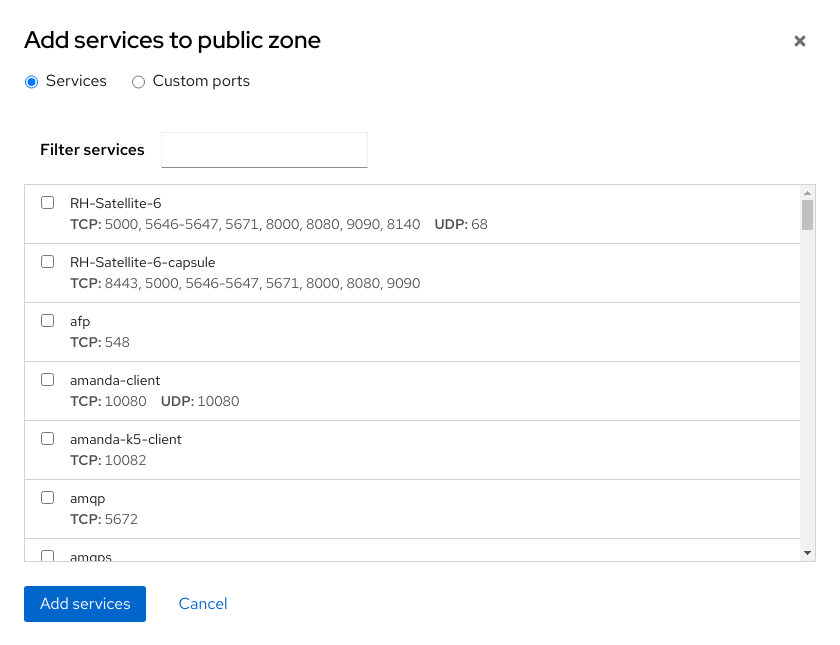 Add services to public zone
Services Custom ports
Filter services
RH-Satellite-6
TCP: 5000, 5646-5647, 5671, 8000, 8080, 9090, 8140 UDP: 68
RH-Satellite-6-capsule
TCP: 8443, 5000, 5646-5647, 5671, 8000, 8080, 9090
afp
TCP: 548
amanda-client
TCP: 10080 UDP: 10080
amanda-k5-client
TCP: 10082
amqp
TCP: 5672
amqps
Add services Cancel